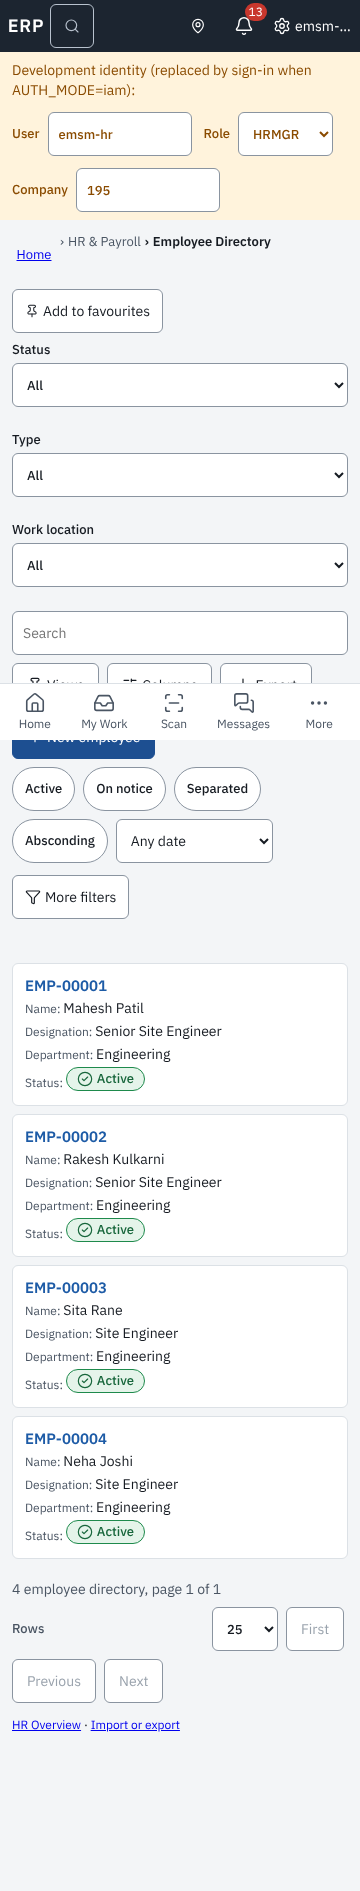 ERP
13
emsm-...
Development identity (replaced by sign-in when
AUTH_MODE=iam):
User emsm-hr Role HRMGR
Company 195
Home › HR & Payroll › Employee Directory
Add to favourites
Status
All
Type
All
Work location
All
Search
Views Columns Export
Home My Work Scan Messages More
New employee
Active On notice Separated
Absconding Any date
More filters
EMP-00001
Name: Mahesh Patil
Designation: Senior Site Engineer
Department: Engineering
Status: Active
EMP-00002
Name: Rakesh Kulkarni
Designation: Senior Site Engineer
Department: Engineering
Status: Active
EMP-00003
Name: Sita Rane
Designation: Site Engineer
Department: Engineering
Status: Active
EMP-00004
Name: Neha Joshi
Designation: Site Engineer
Department: Engineering
Status: Active
4 employee directory, page 1 of 1
Rows 25 First
Previous Next
HR Overview · Import or export